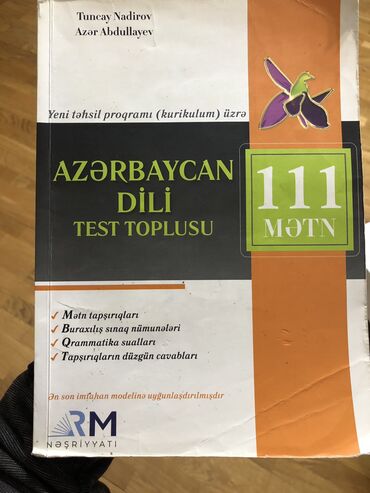 Tuncay Nadirov
Azər Abdullayev
Yeni təhsil proqramı (kurikulum) üzrə
AZƏRBAYCAN
DİLİ
TEST TOPLUSU
111
MƏTN
✓ Mətn tapşırıqları
✓ Buraxılış sınaq nümunələri
✓ Qrammatika sualları
✓ Tapşırıqların düzgün cavabları
Ən son imtahan modelinə uyğunlaşdırılmışdır
RM
NƏŞRİYYATI